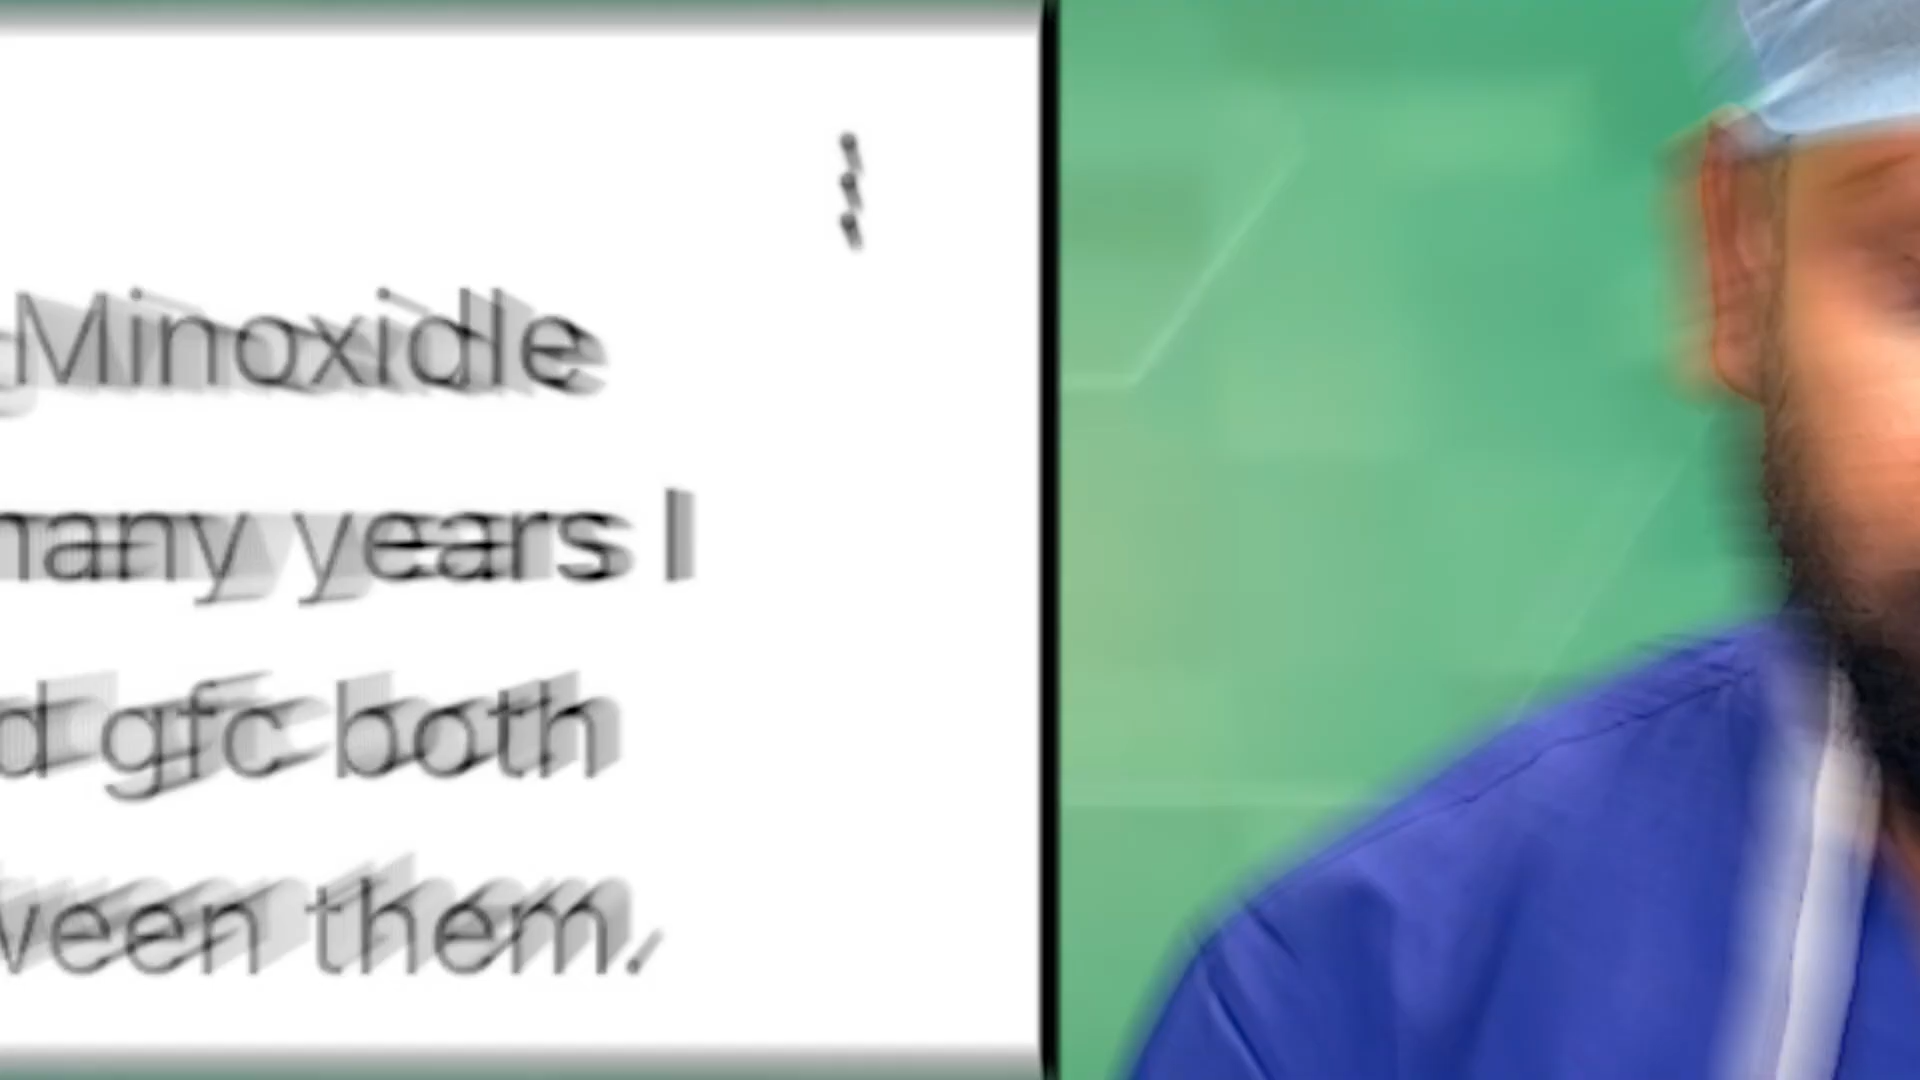 Minoxidle
many years I
d gfc both
ween them.